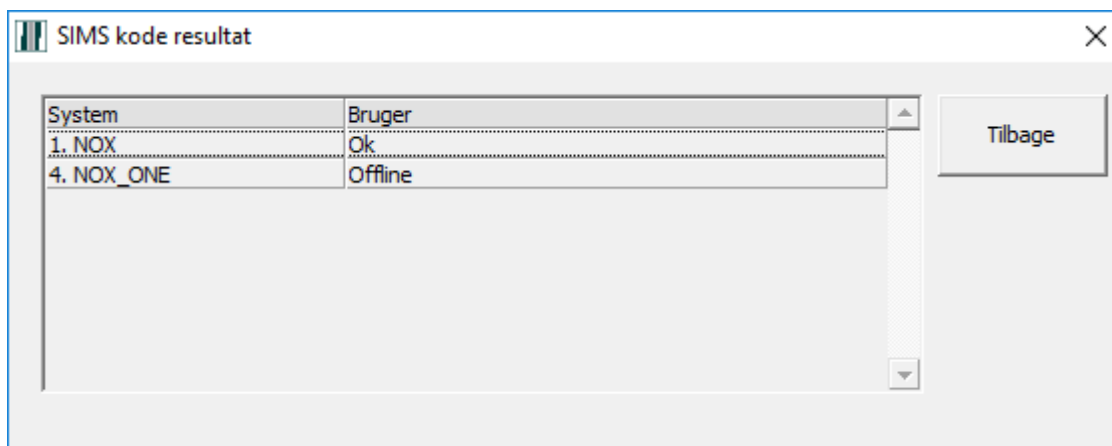 SIMS kode resultat
System Bruger
1. NOX Ok
4. NOX_ONE Offline
Tilbage